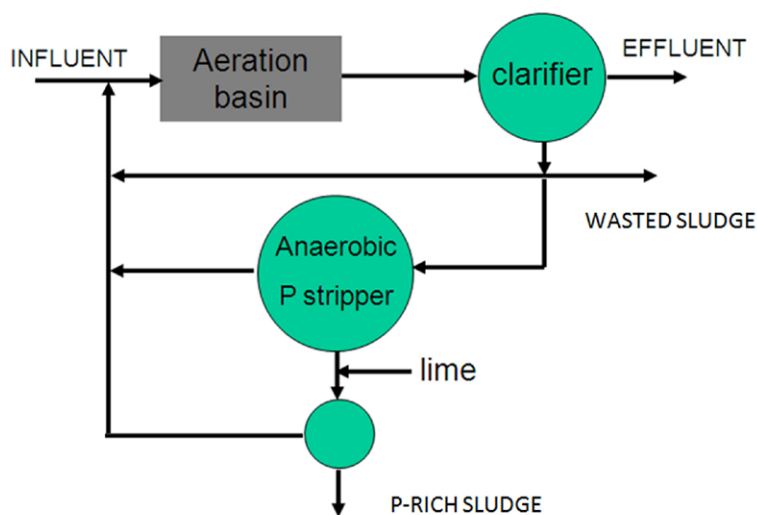 INFLUENT
Aeration
basin
clarifier
EFFLUENT
WASTED SLUDGE
Anaerobic
P stripper
lime
P-RICH SLUDGE